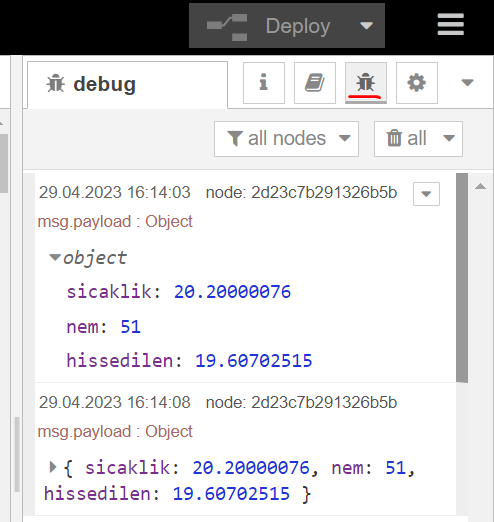 Deploy
debug
all nodes
all
29.04.2023 16:14:03 node: 2d23c7b291326b5b
msg.payload : Object
object
sicaklik: 20.20000076
nem: 51
hissedilen: 19.60702515
29.04.2023 16:14:08 node: 2d23c7b291326b5b
msg.payload : Object
{ sicaklik: 20.20000076, nem: 51,
hissedilen: 19.60702515 }